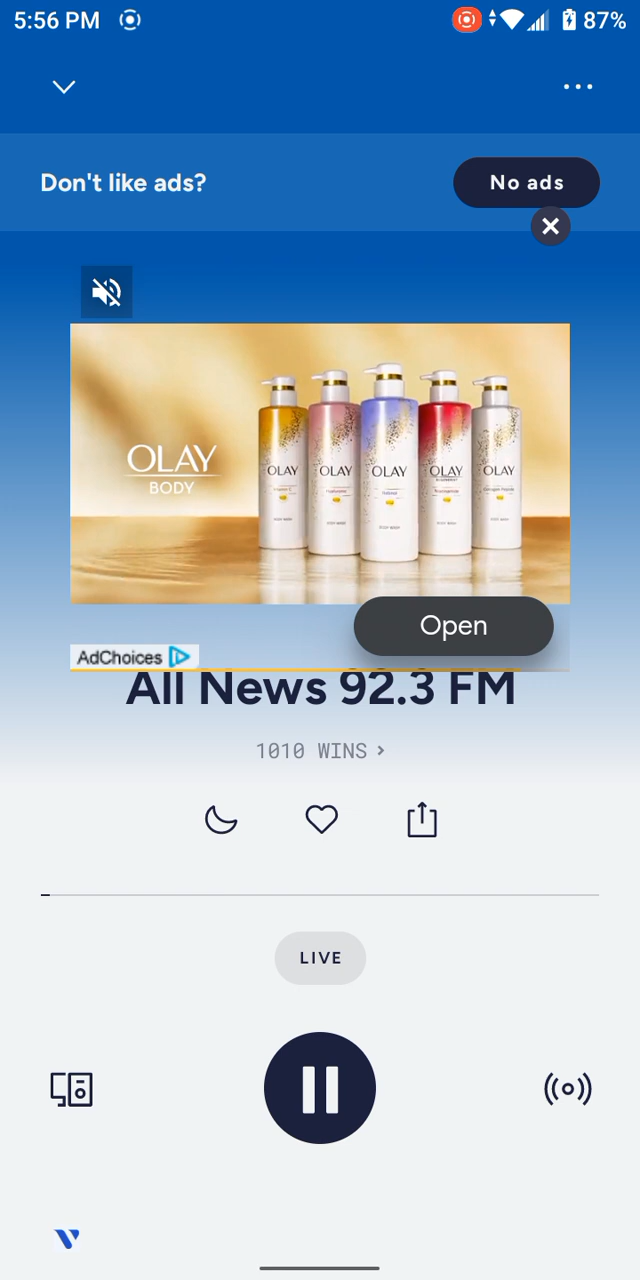 5:56 PM
87%
Don't like ads?
No ads
OLAY
BODY
OLAY
OLAY
OLAY
OLAY
OLAY
Open
AdChoices
All News 92.3 FM
1010 WINS
LIVE